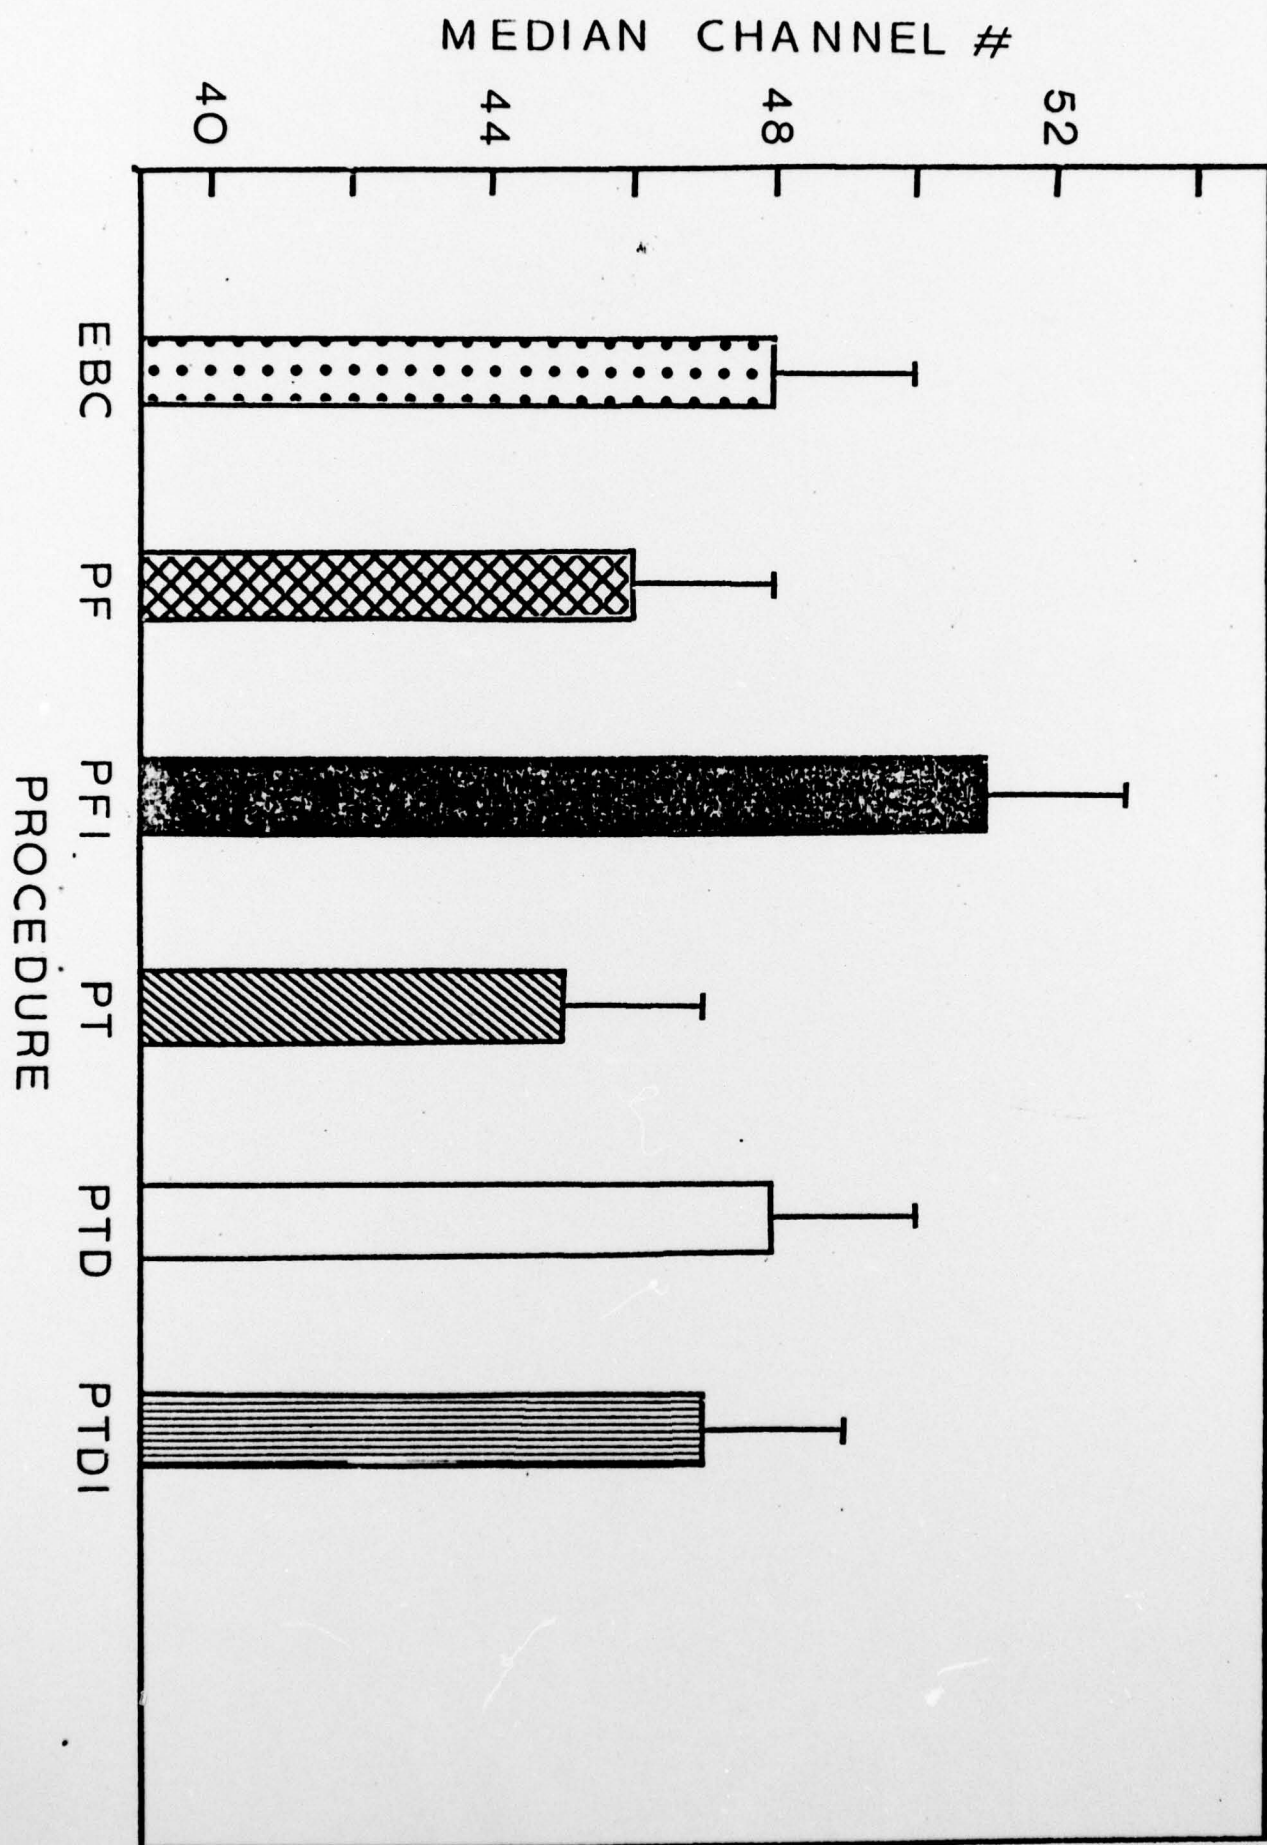 MEDIAN CHANNEL #
40
44
48
52
EBC
PF
PFI
PT
PTD
PTDI
PROCEDURE